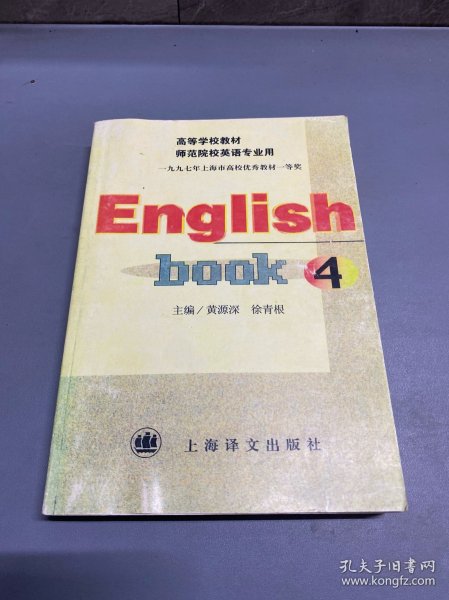 高等学校教材
师范院校英语专业用
一九九七年上海市高校优秀教材一等奖
English
book 4
主编/黄源深 徐青根
上海译文出版社
孔夫子旧书网
www.kongfz.com